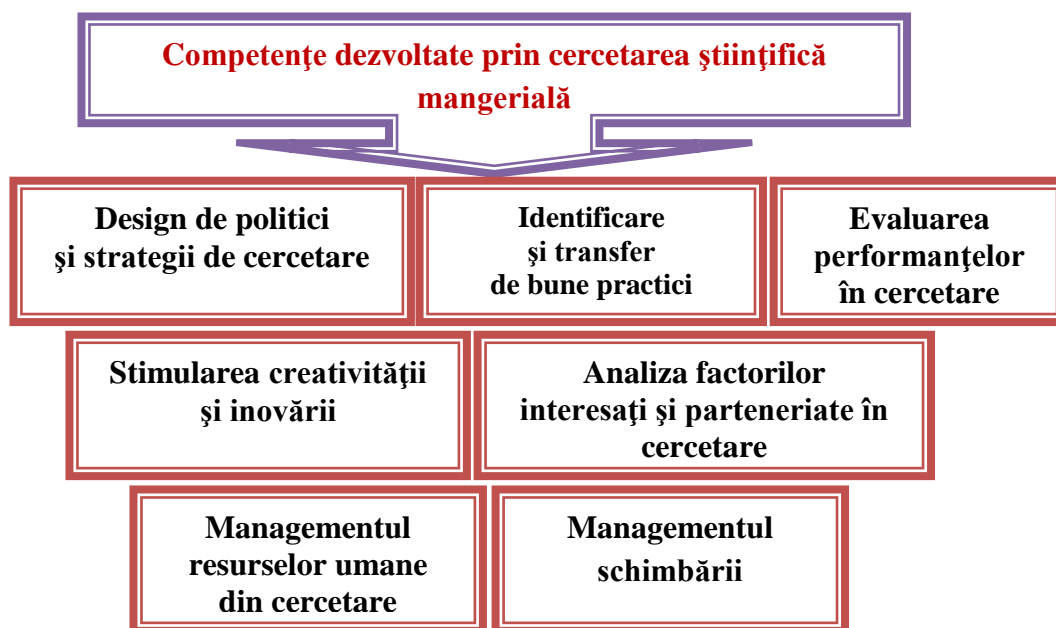 Competenţe dezvoltate prin cercetarea ştiinţifică
mangerială
Design de politici
şi strategii de cercetare
Identificare
şi transfer
de bune practici
Evaluarea
performanţelor
în cercetare
Stimularea creativităţii
şi inovării
Analiza factorilor
interesaţi şi parteneriate în
cercetare
Managementul
resurselor umane
din cercetare
Managementul
schimbării